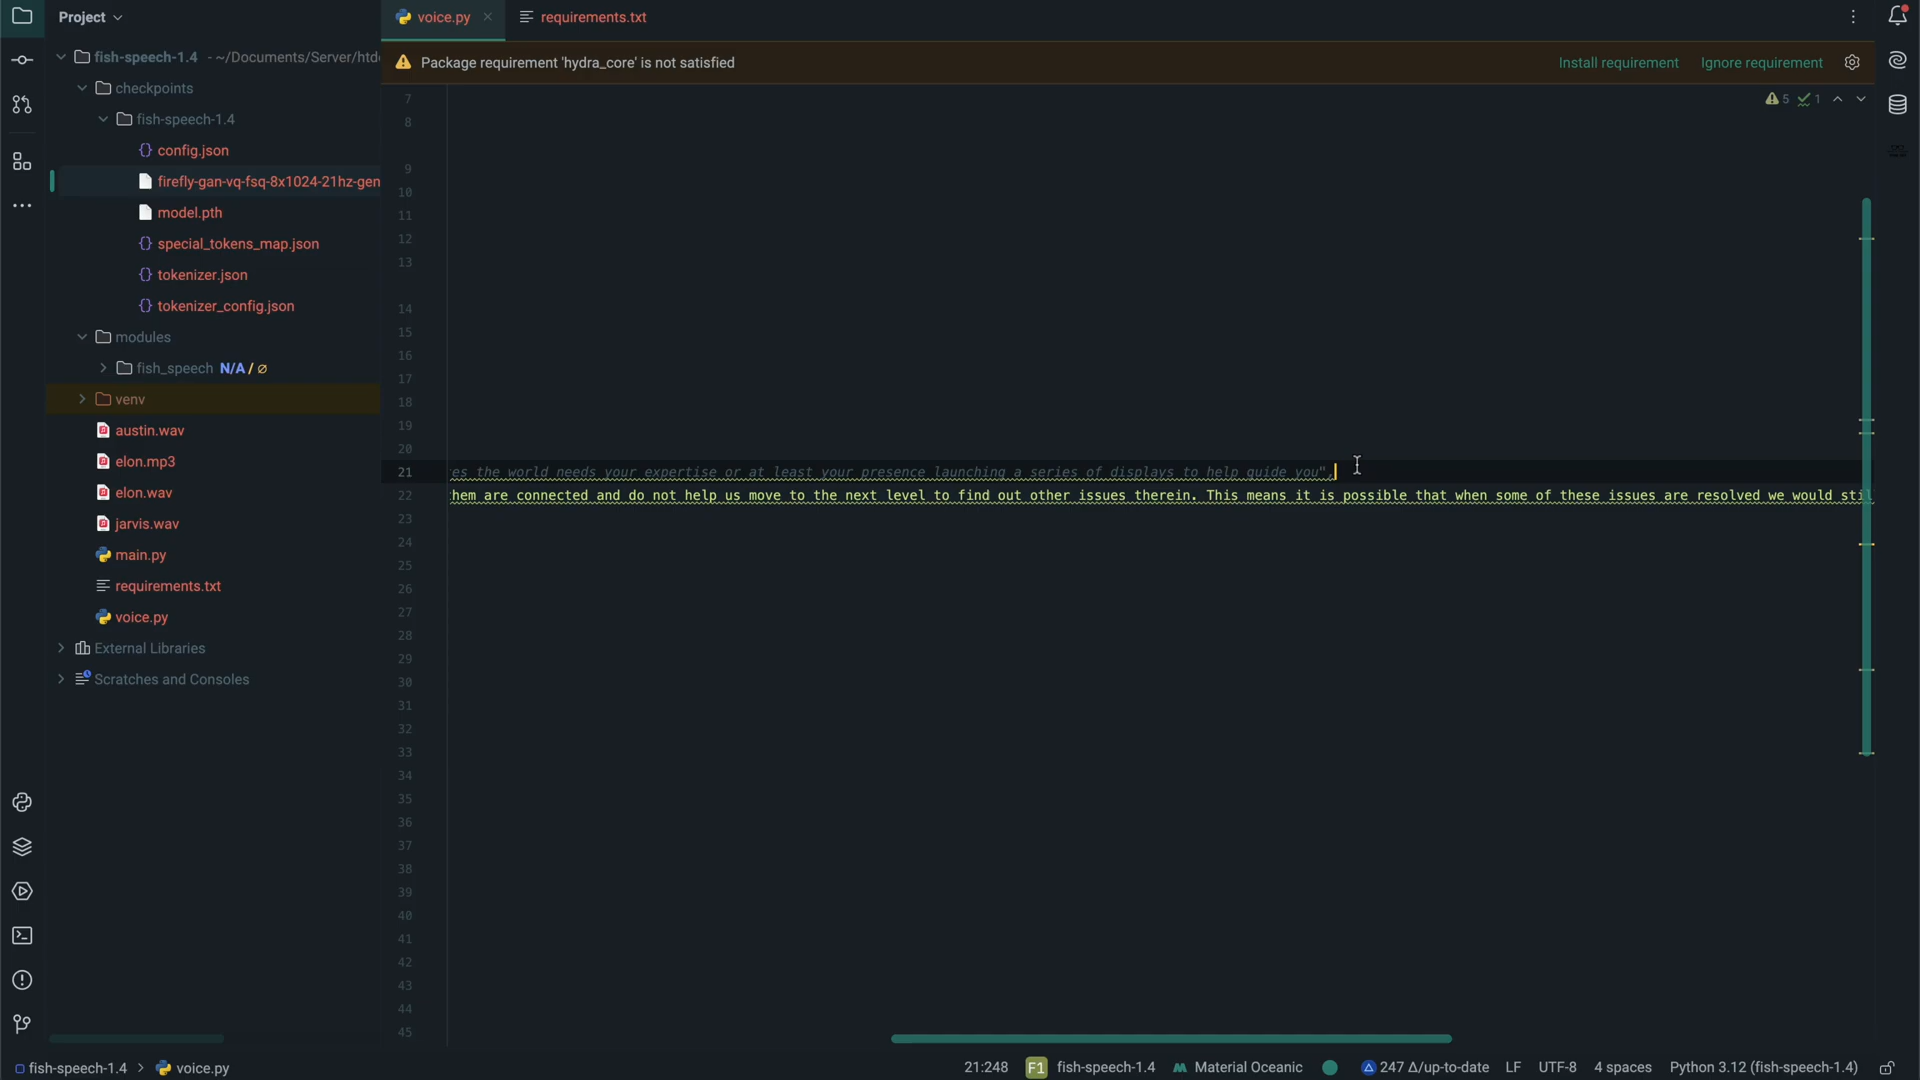 Project
voice.py
requirements.txt
fish-speech-1.4 - ~/Documents/Server/htd
Package requirement 'hydra_core' is not satisfied
Install requirement
Ignore requirement
checkpoints
fish-speech-1.4
config.json
firefly-gan-vq-fsq-8x1024-21hz-gen
model.pth
special_tokens_map.json
tokenizer.json
tokenizer_config.json
modules
fish_speech N/A / ∅
venv
austin.wav
elon.mp3
elon.wav
jarvis.wav
main.py
requirements.txt
voice.py
External Libraries
Scratches and Consoles
5 1
7
8
9
10
11
12
13
14
15
16
17
18
19
20
21 es the world needs your expertise or at least your presence launching a series of displays to help guide you",
22 hem are connected and do not help us move to the next level to find out other issues therein. This means it is possible that when some of these issues are resolved we would stil
23
24
25
26
27
28
29
30
31
32
33
34
35
36
37
38
39
40
41
42
43
44
45
fish-speech-1.4 > voice.py
21:248 F1 fish-speech-1.4 Material Oceanic 247 Δ/up-to-date LF UTF-8 4 spaces Python 3.12 (fish-speech-1.4)